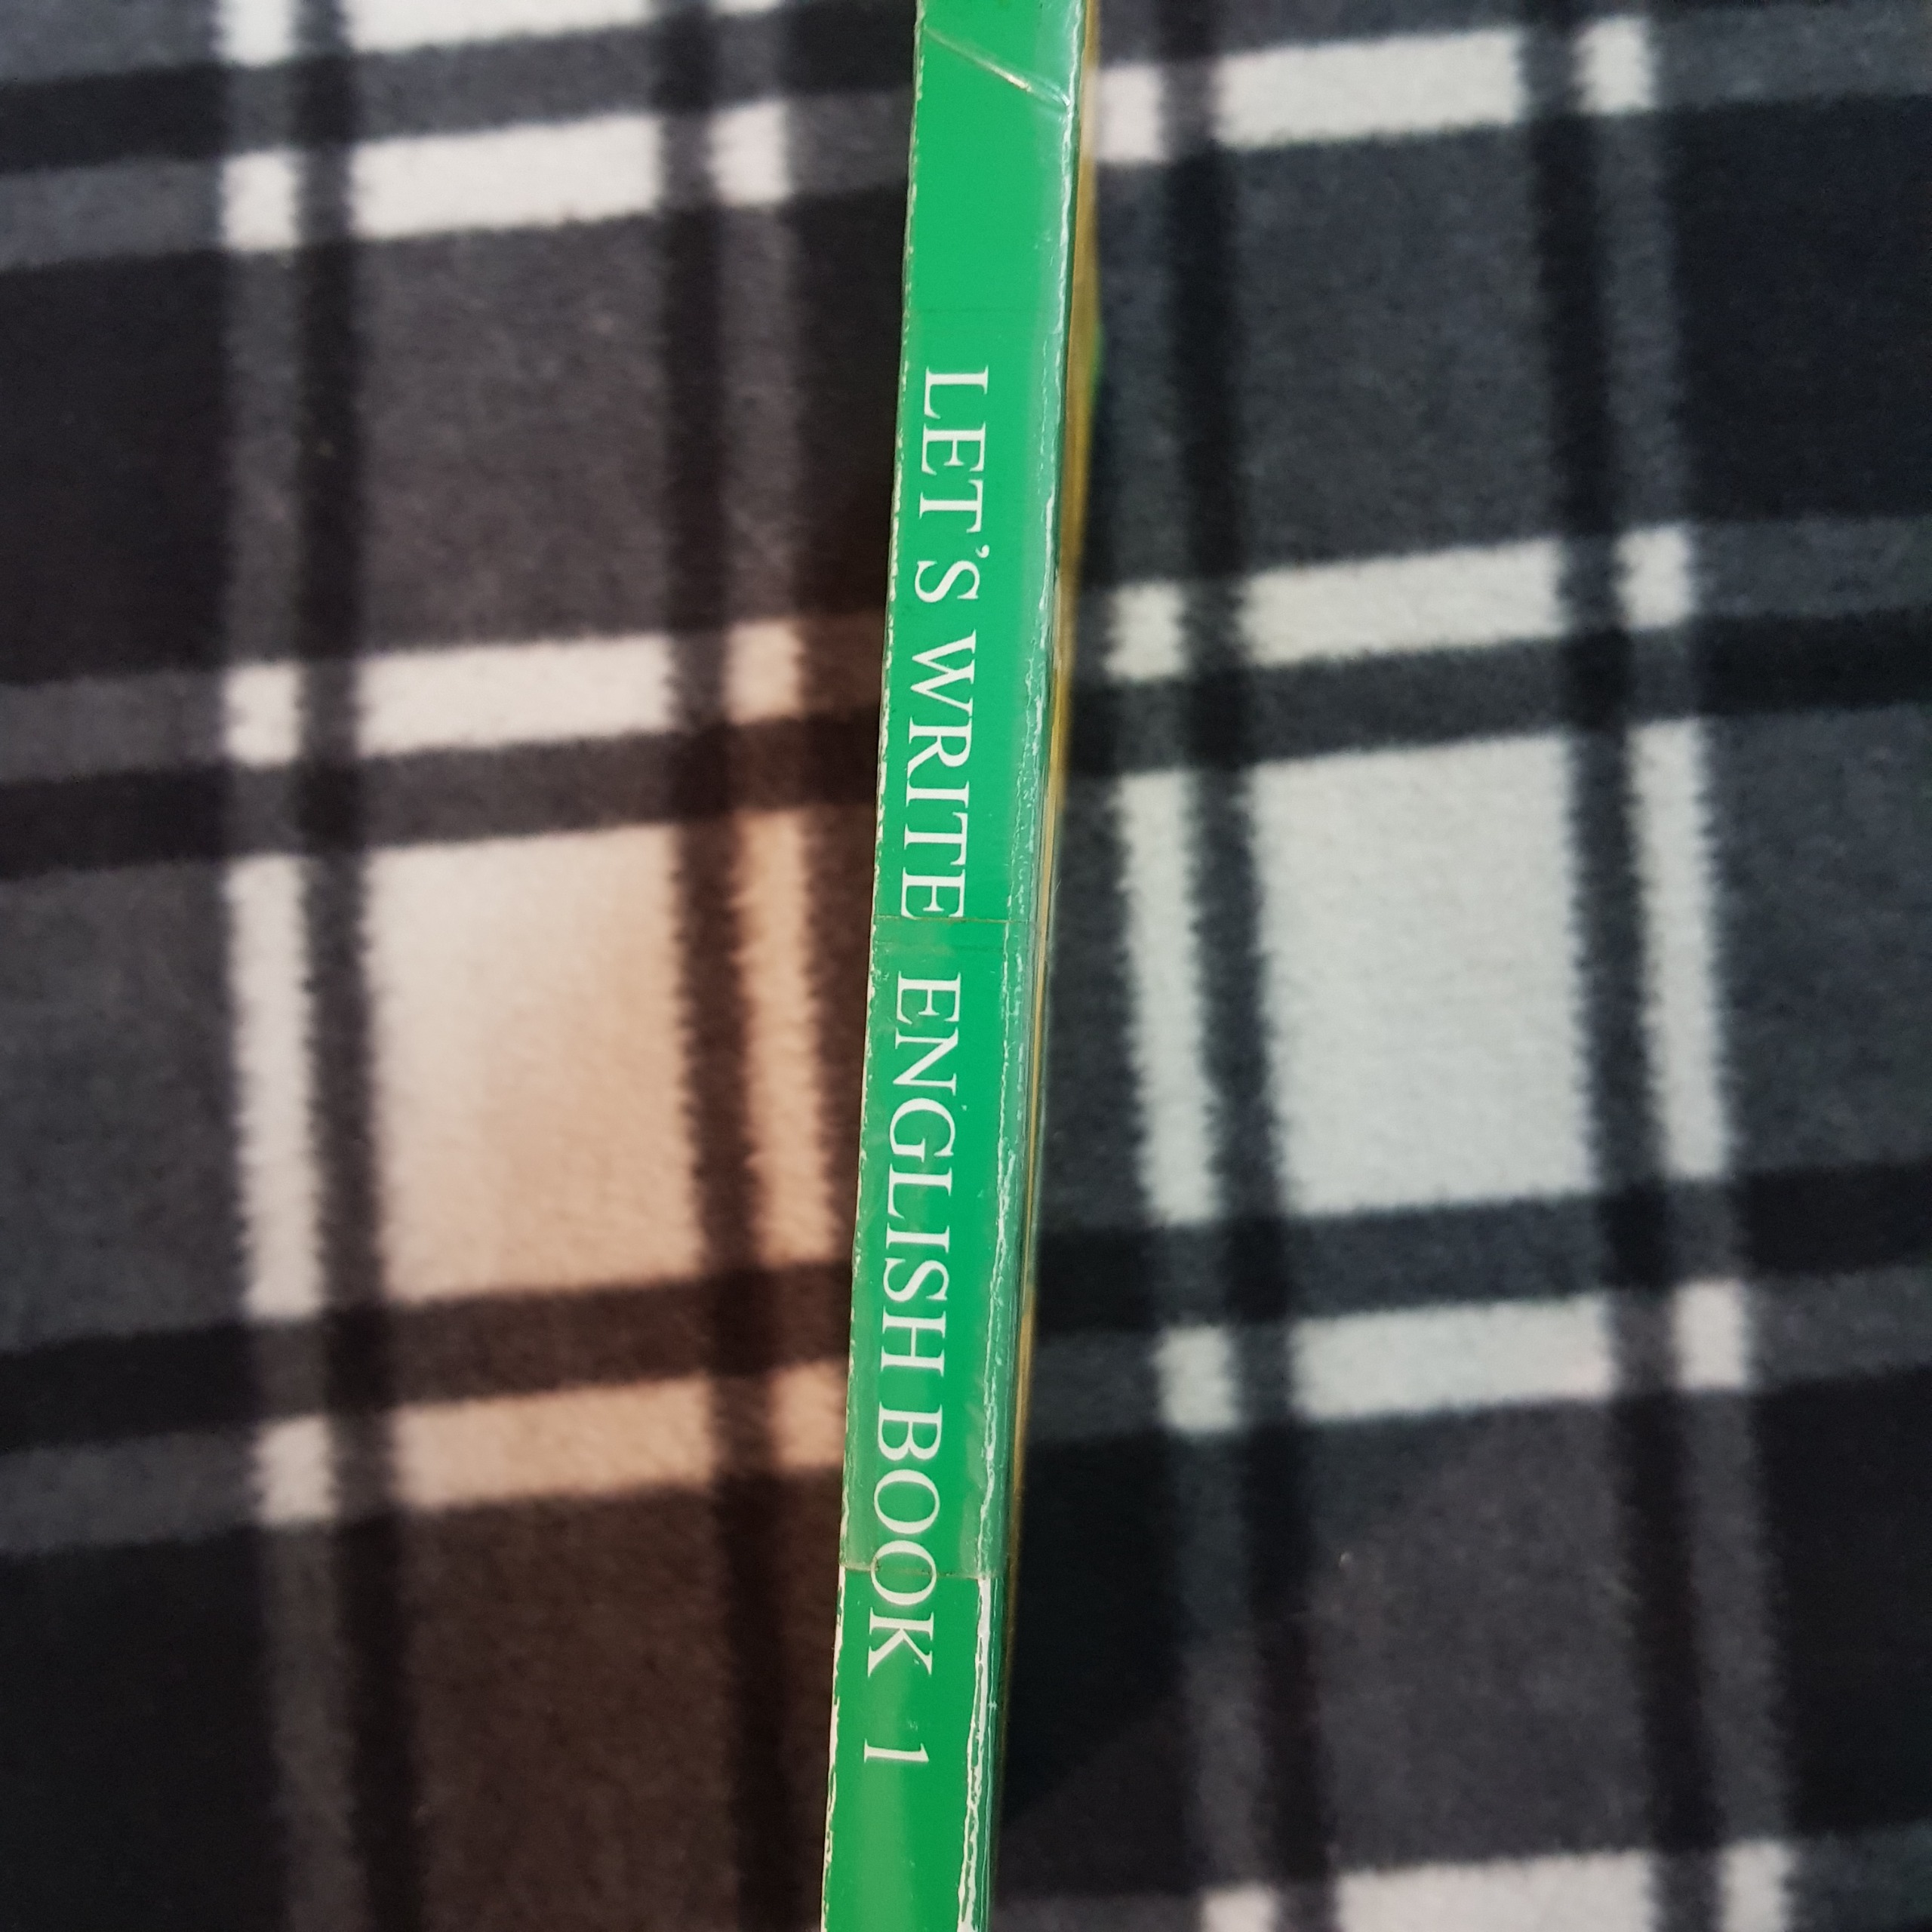 LET'S WRITE ENGLISH BOOK 1